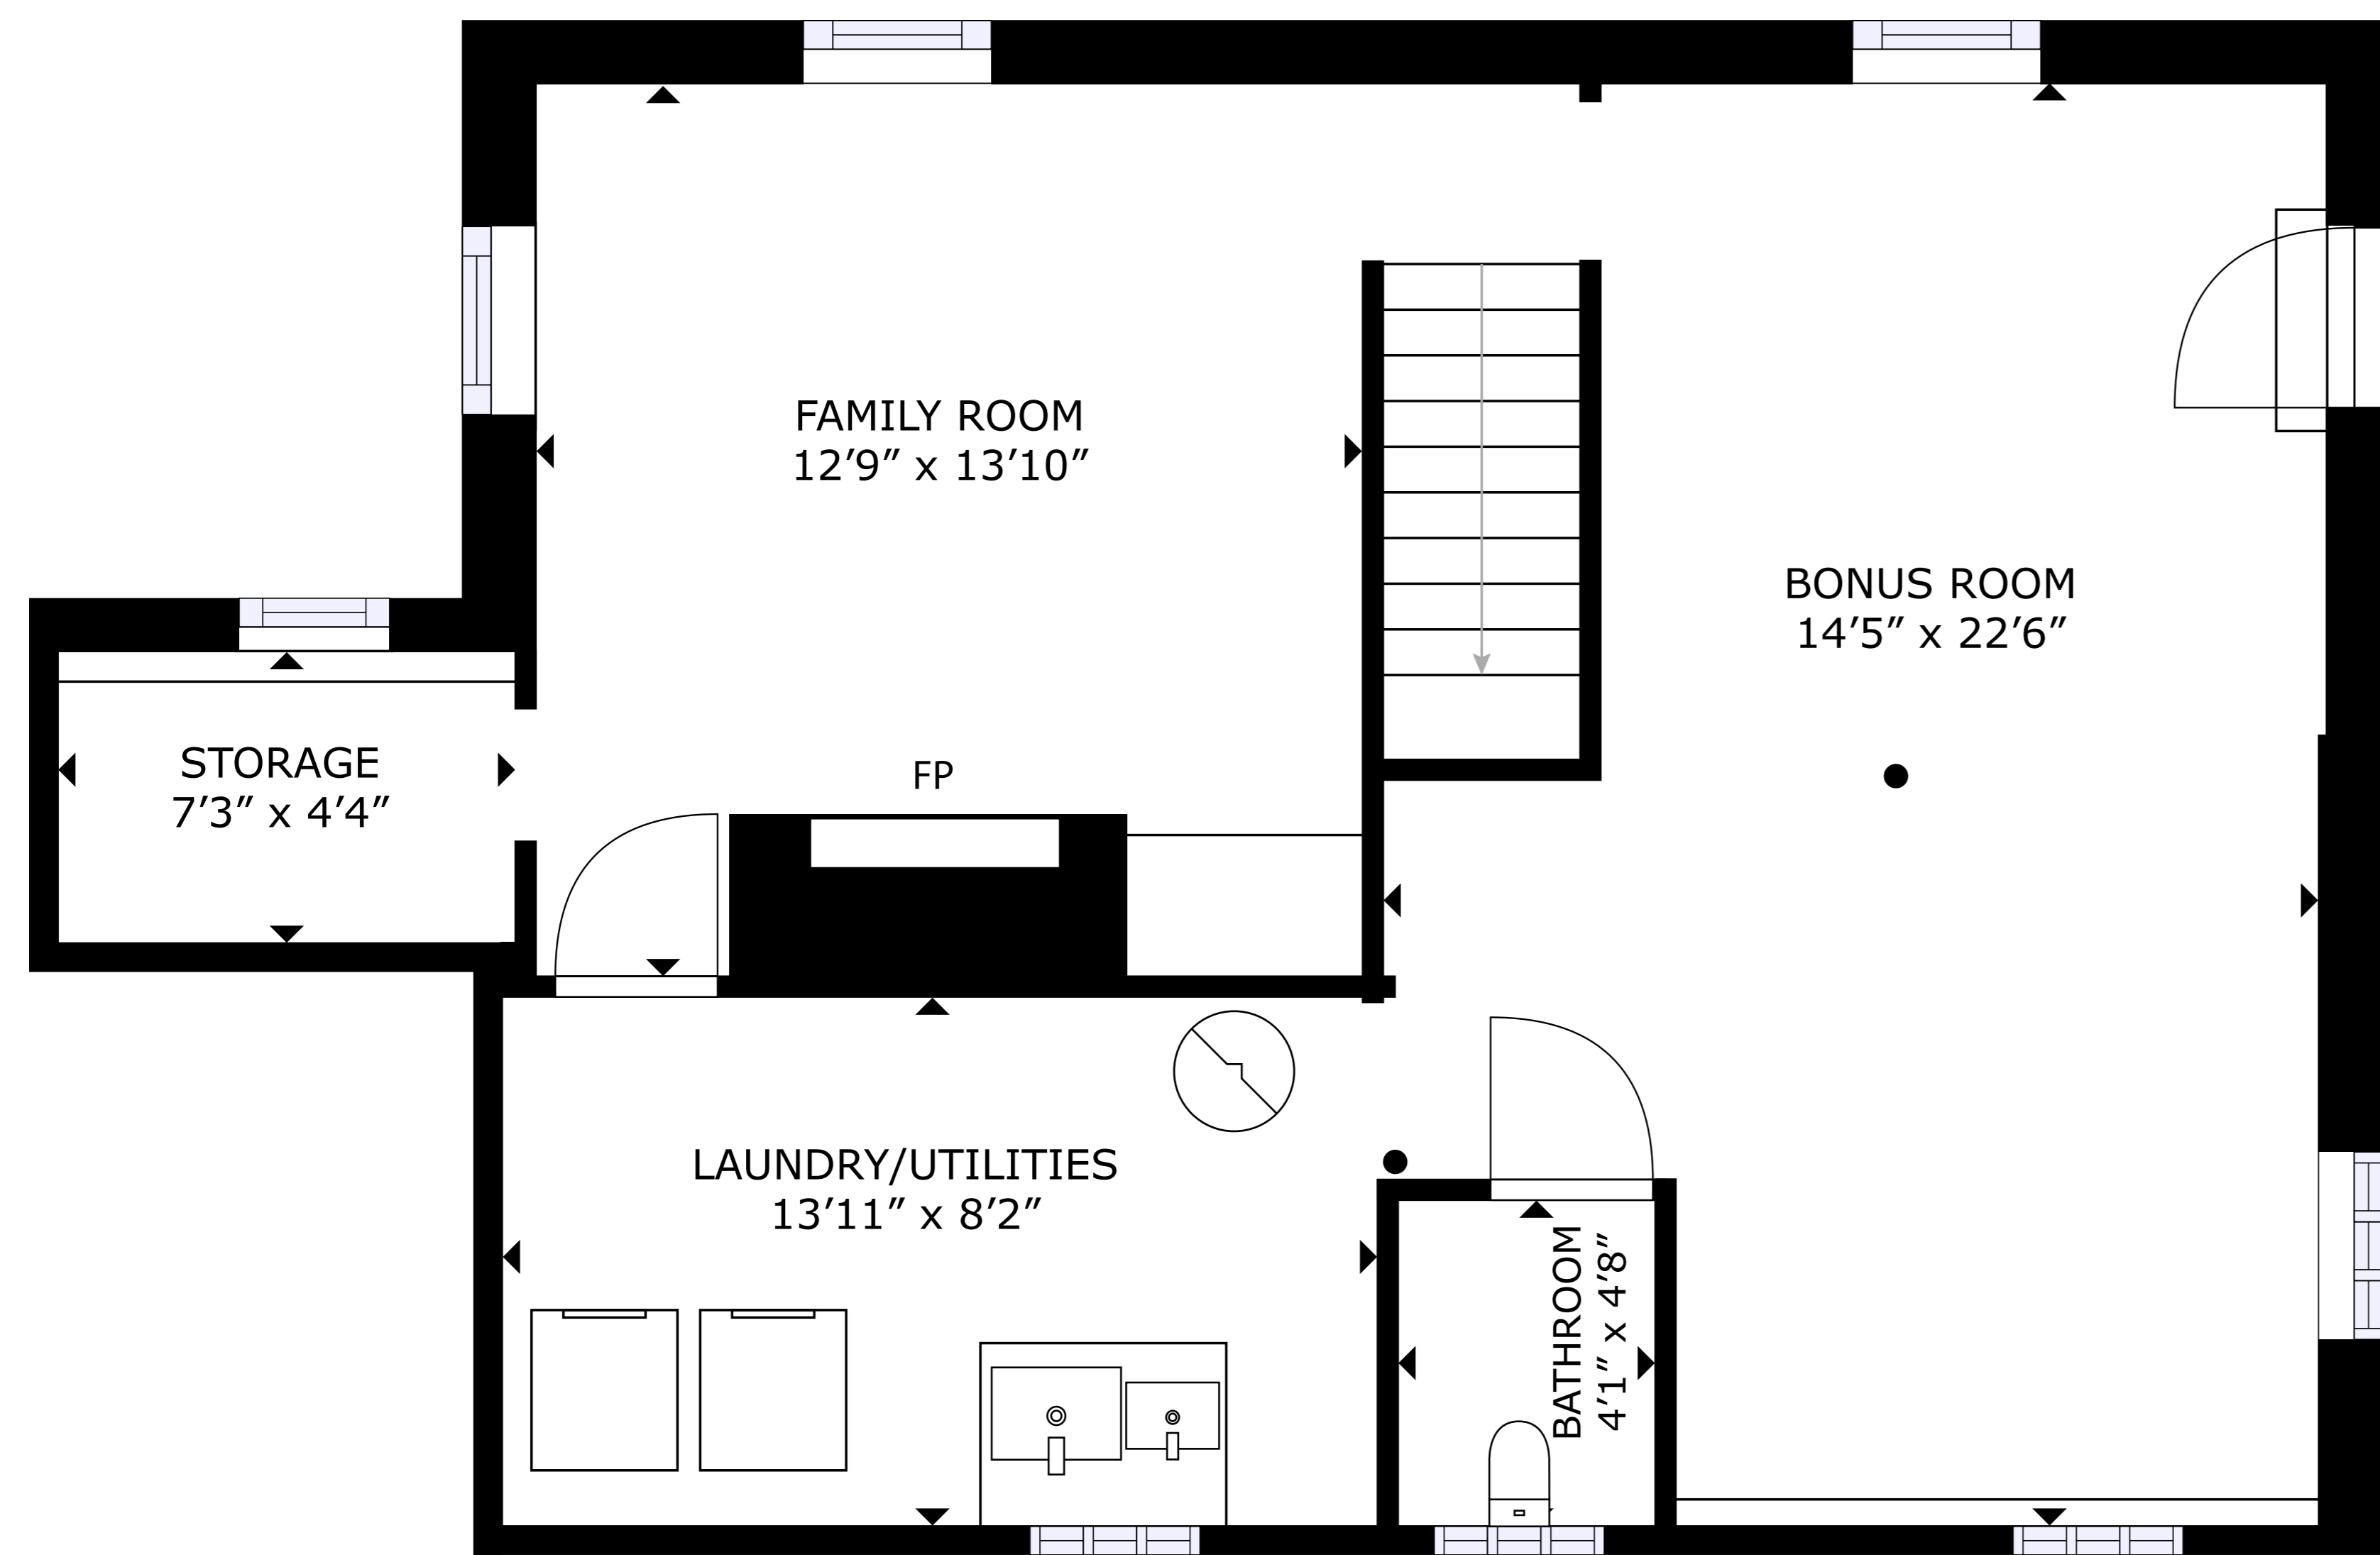 FAMILY ROOM
12’9” x 13’10”
BONUS ROOM
14’5” x 22’6”
STORAGE
7’3” x 4’4”
FP
LAUNDRY/UTILITIES
13’11” x 8’2”
BATHROOM
4’1” x 4’8”